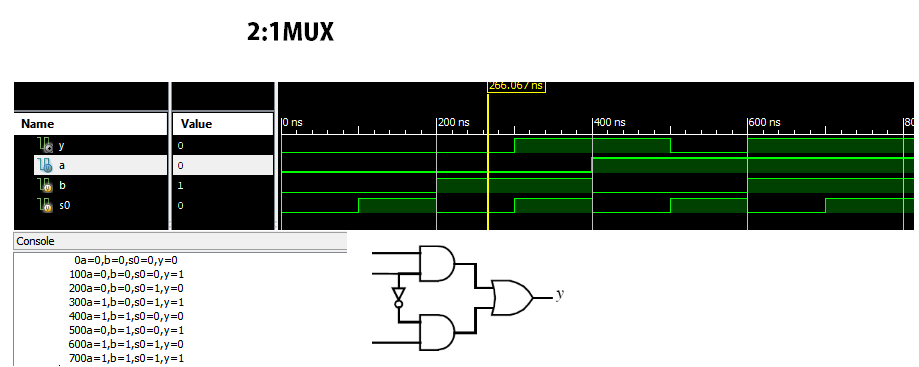 2:1MUX
266.067 ns
Name Value 0 ns 200 ns 400 ns 600 ns 80
y 0
a 0
b 1
s0 0
Console
0a=0,b=0,s0=0,y=0
100a=0,b=0,s0=0,y=1
200a=0,b=0,s0=1,y=0
300a=1,b=0,s0=1,y=1
400a=1,b=1,s0=0,y=0
500a=0,b=1,s0=0,y=1
600a=1,b=1,s0=1,y=0
700a=1,b=1,s0=1,y=1
y